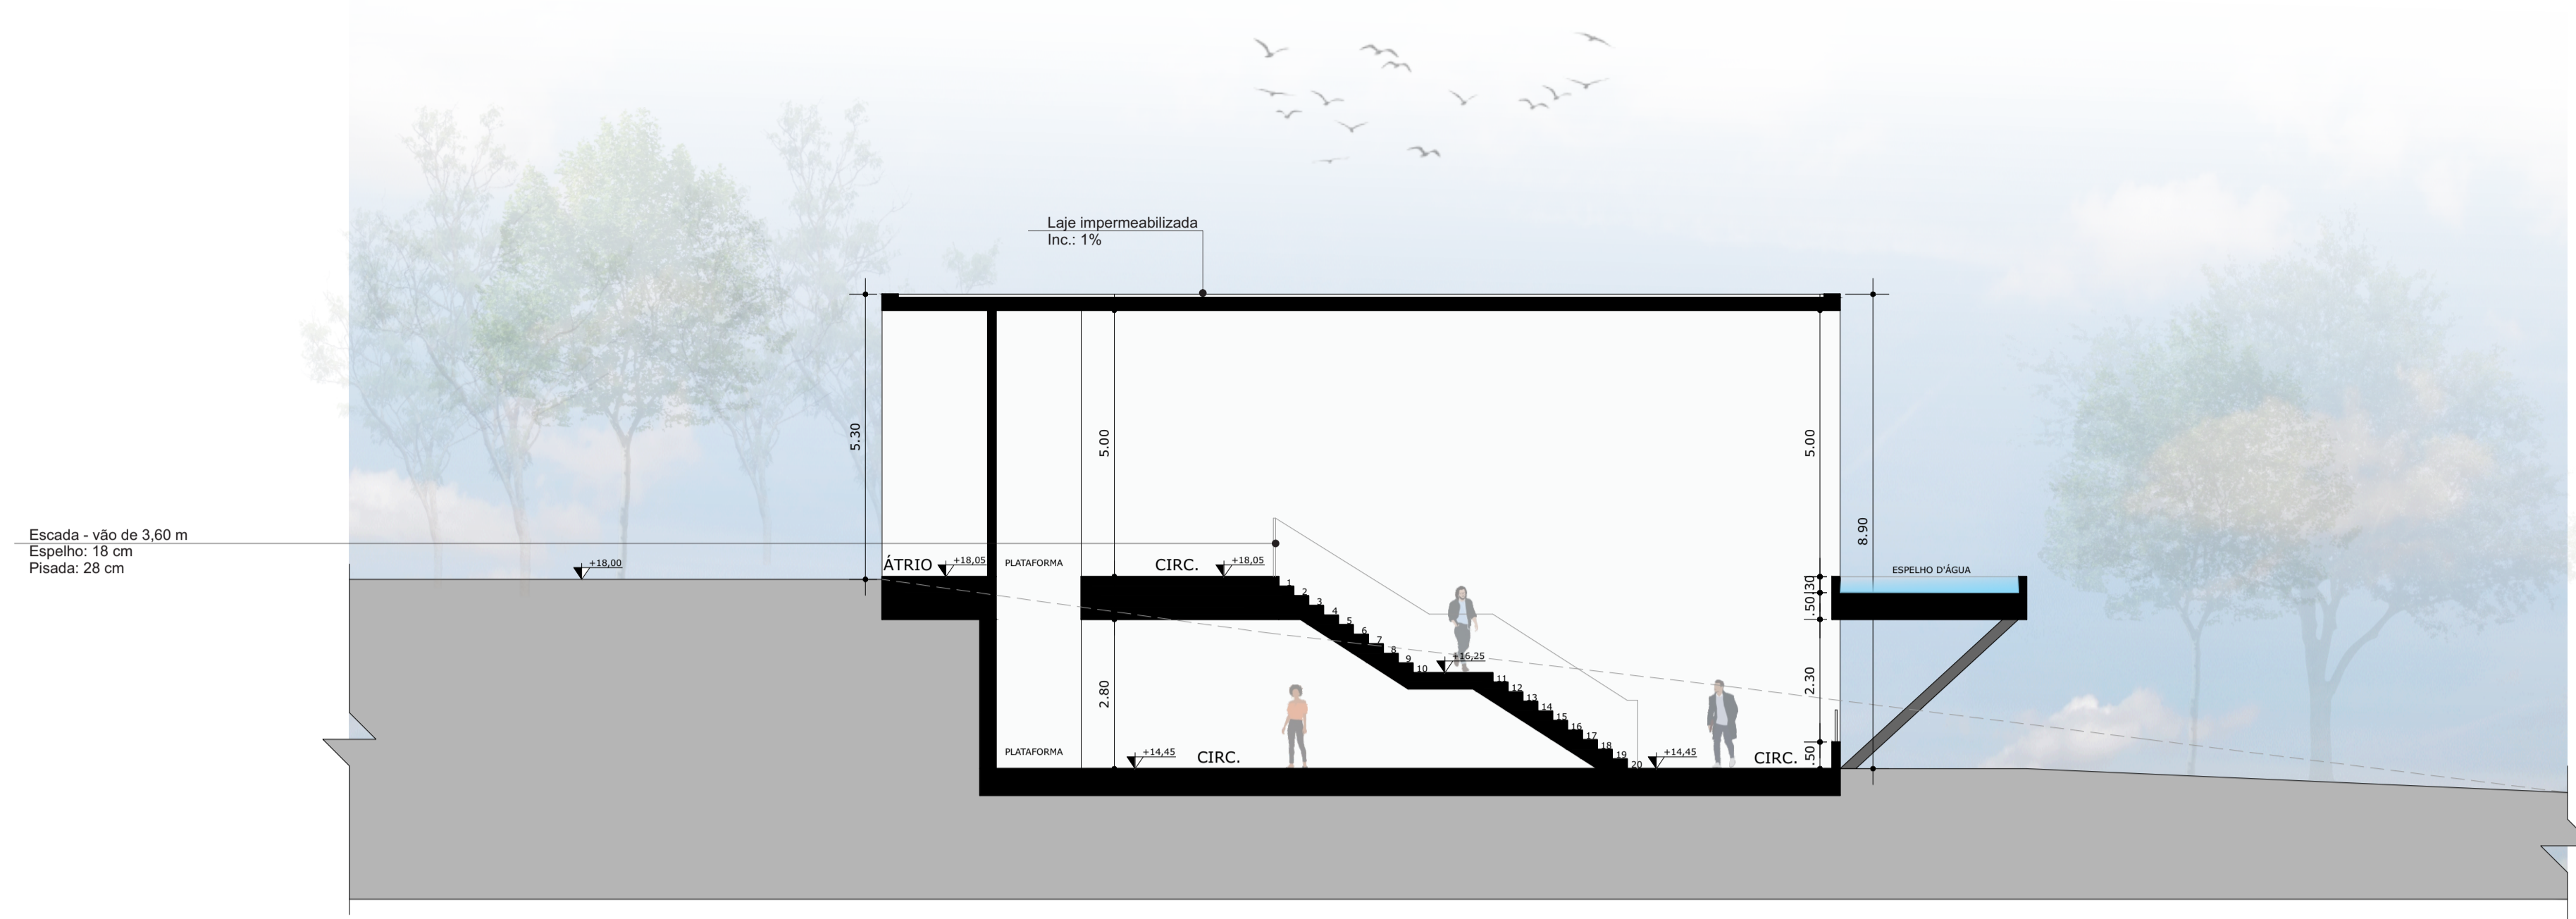 Laje impermeabilizada
Inc.: 1%
5.30
5.00
5.00
8.90
Escada - vão de 3,60 m
Espelho: 18 cm
Pisada: 28 cm
+18,00
ÁTRIO
+18,05
PLATAFORMA
CIRC.
+18,05
ESPELHO D'ÁGUA
.30
.50
1
2
3
4
5
6
7
8
9
10
+16,25
11
12
13
14
15
16
17
18
19
20
2.80
2.30
PLATAFORMA
+14,45
CIRC.
+14,45
CIRC.
.50